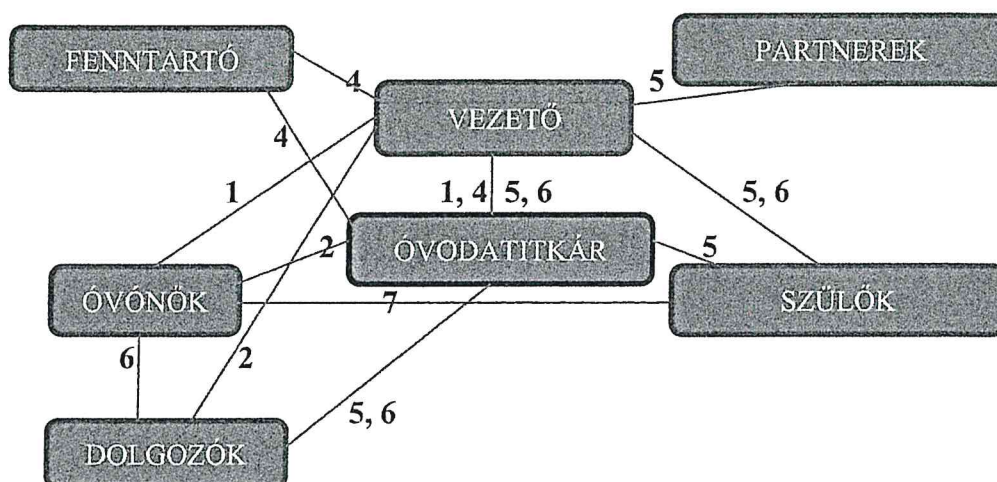 FENNTARTÓ
PARTNEREK
4
5
VEZETŐ
4
1
1, 4 5, 6
5, 6
2
ÓVODATITKÁR
5
ÓVÓNŐK
7
SZÜLŐK
6
2
5, 6
DOLGOZÓK